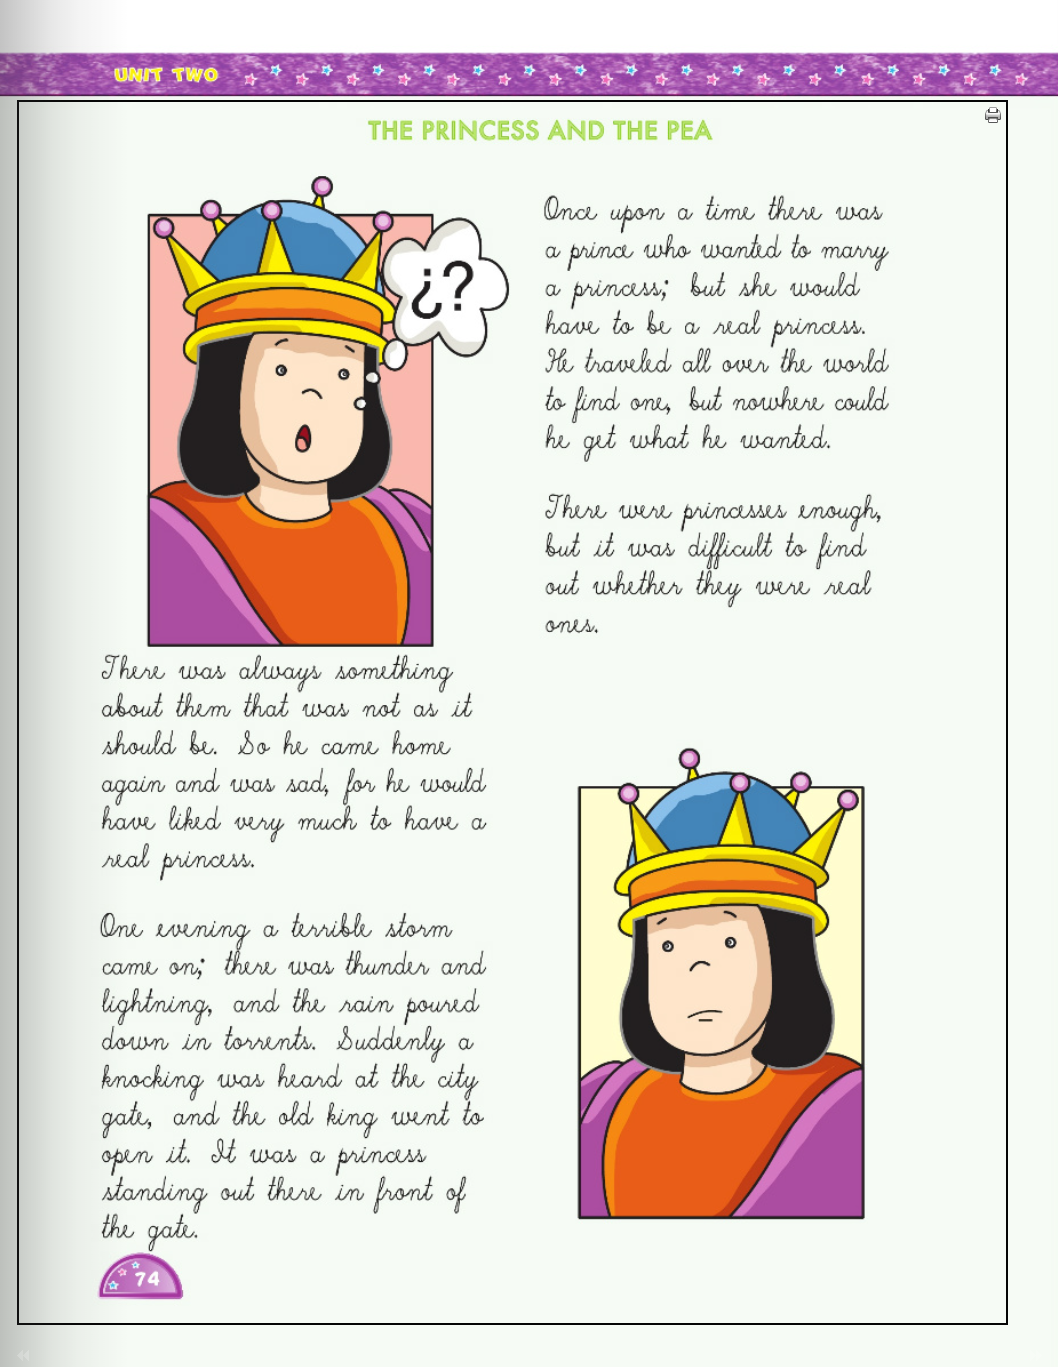 UNIT TWO
THE PRINCESS AND THE PEA
¿?
Once upon a time there was
a prince who wanted to marry
a princess; but she would
have to be a real princess.
He traveled all over the world
to find one, but nowhere could
he get what he wanted.
There were princesses enough,
but it was difficult to find
out whether they were real
ones.
There was always something
about them that was not as it
should be. So he came home
again and was sad, for he would
have liked very much to have a
real princess.
One evening a terrible storm
came on; there was thunder and
lightning, and the rain poured
down in torrents. Suddenly a
knocking was heard at the city
gate, and the old king went to
open it. It was a princess
standing out there in front of
the gate.
74